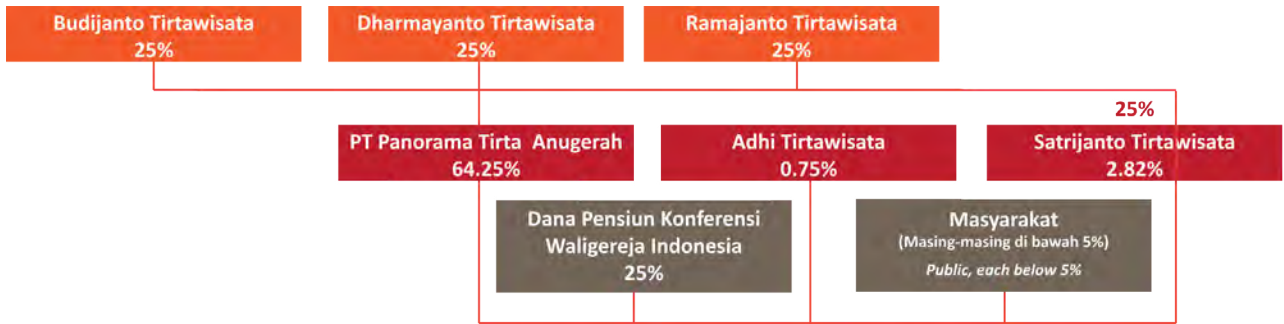 Budijanto Tirtawisata
25%
Dharmayanto Tirtawisata
25%
Ramajanto Tirtawisata
25%
25%
PT Panorama Tirta Anugerah
64.25%
Adhi Tirtawisata
0.75%
Satrijanto Tirtawisata
2.82%
Dana Pensiun Konferensi
Waligereja Indonesia
25%
Masyarakat
(Masing-masing di bawah 5%)
Public, each below 5%